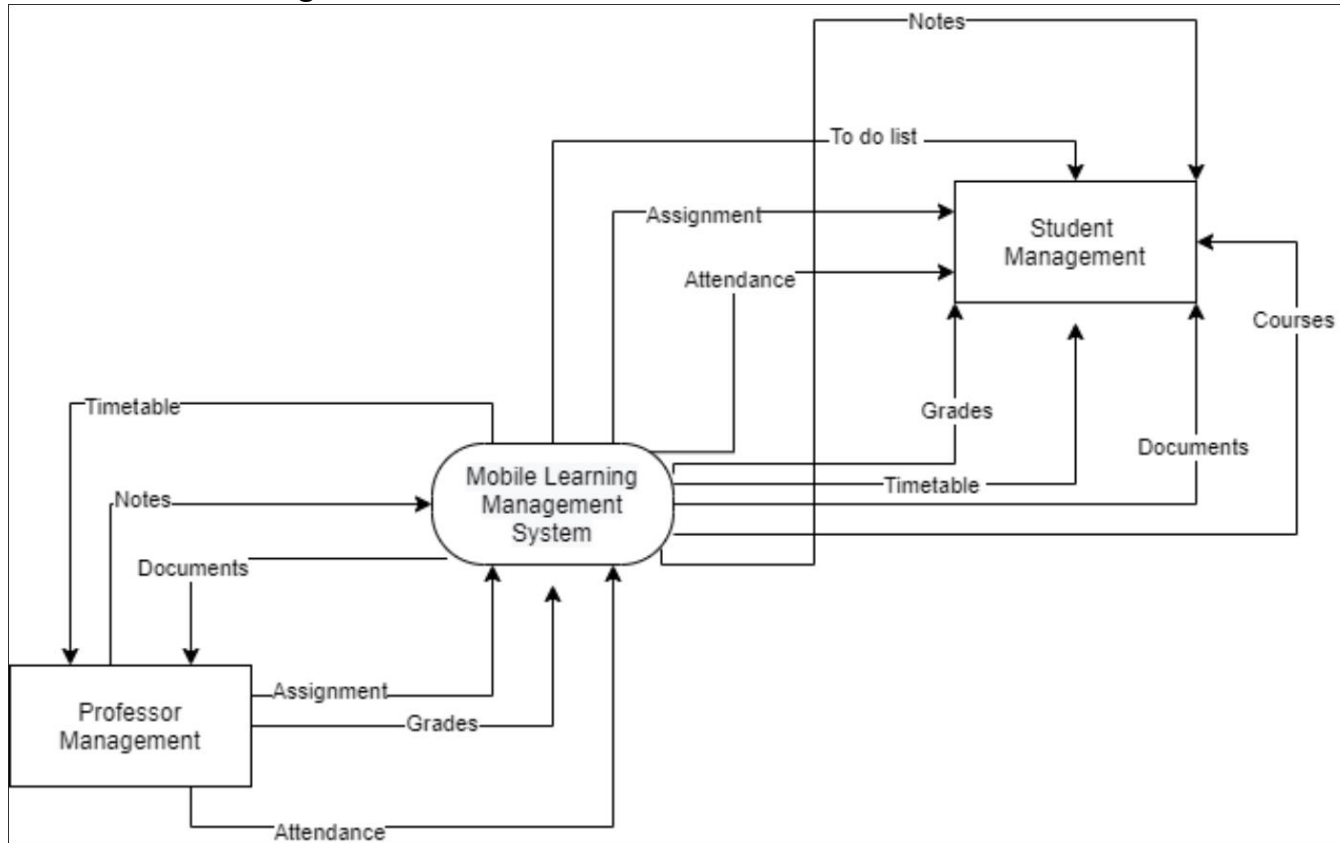 Notes
To do list
Assignment
Student
Management
Attendance
Courses
Grades
Timetable
Documents
Mobile Learning
Management
System
Timetable
Notes
Documents
Assignment
Professor
Management
Grades
Attendance